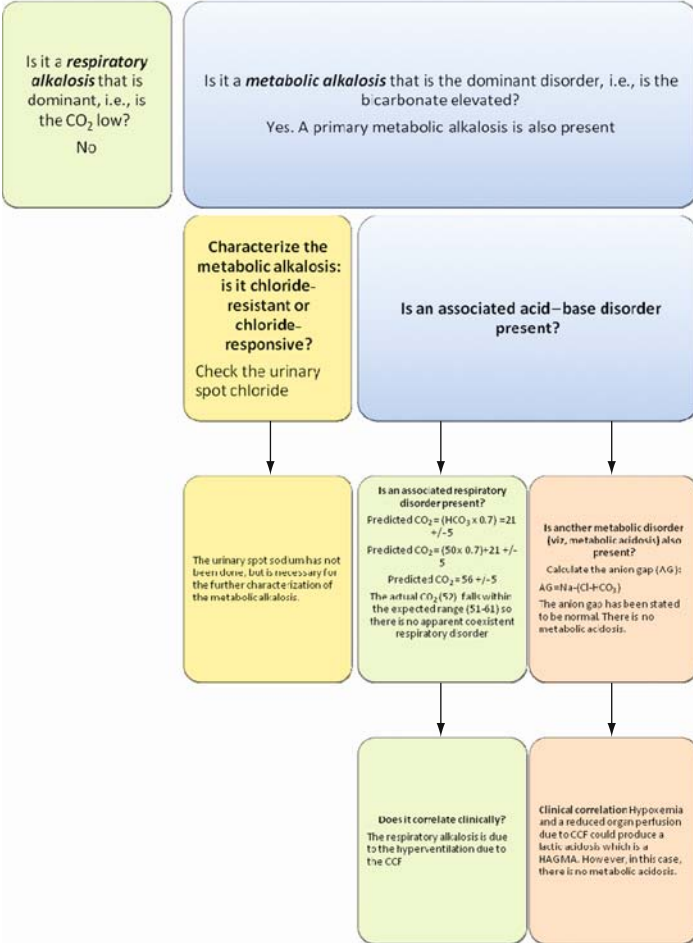 Is it a respiratory
alkalosis that is
dominant, i.e., is
the CO₂ low?
No
Is it a metabolic alkalosis that is the dominant disorder, i.e., is the
bicarbonate elevated?
Yes. A primary metabolic alkalosis is also present
Characterize the
metabolic alkalosis:
is it chloride-
resistant or
chloride-
responsive?
Check the urinary
spot chloride
Is an associated acid–base disorder
present?
The urinary spot sodium has not
been done, but is necessary for
the further characterization of
the metabolic alkalosis.
Is an associated respiratory
disorder present?
Predicted CO₂= (HCO₃ x 0.7) =21
+/-5
Predicted CO₂= (50x 0.7)+21 +/-
5
Predicted CO₂= 56 +/-5
The actual CO₂ (52) falls within
the expected range (51-61) so
there is no apparent coexistent
respiratory disorder
Is another metabolic disorder
(viz, metabolic acidosis) also
present?
Calculate the anion gap (AG):
AG=Na-(Cl-HCO₃)
The anion gap has been stated
to be normal. There is no
metabolic acidosis.
Does it correlate clinically?
The respiratory alkalosis is due
to the hyperventilation due to
the CCF
Clinical correlation Hypoxemia
and a reduced organ perfusion
due to CCF could produce a
lactic acidosis which is a
HAGMA. However, in this case,
there is no metabolic acidosis.